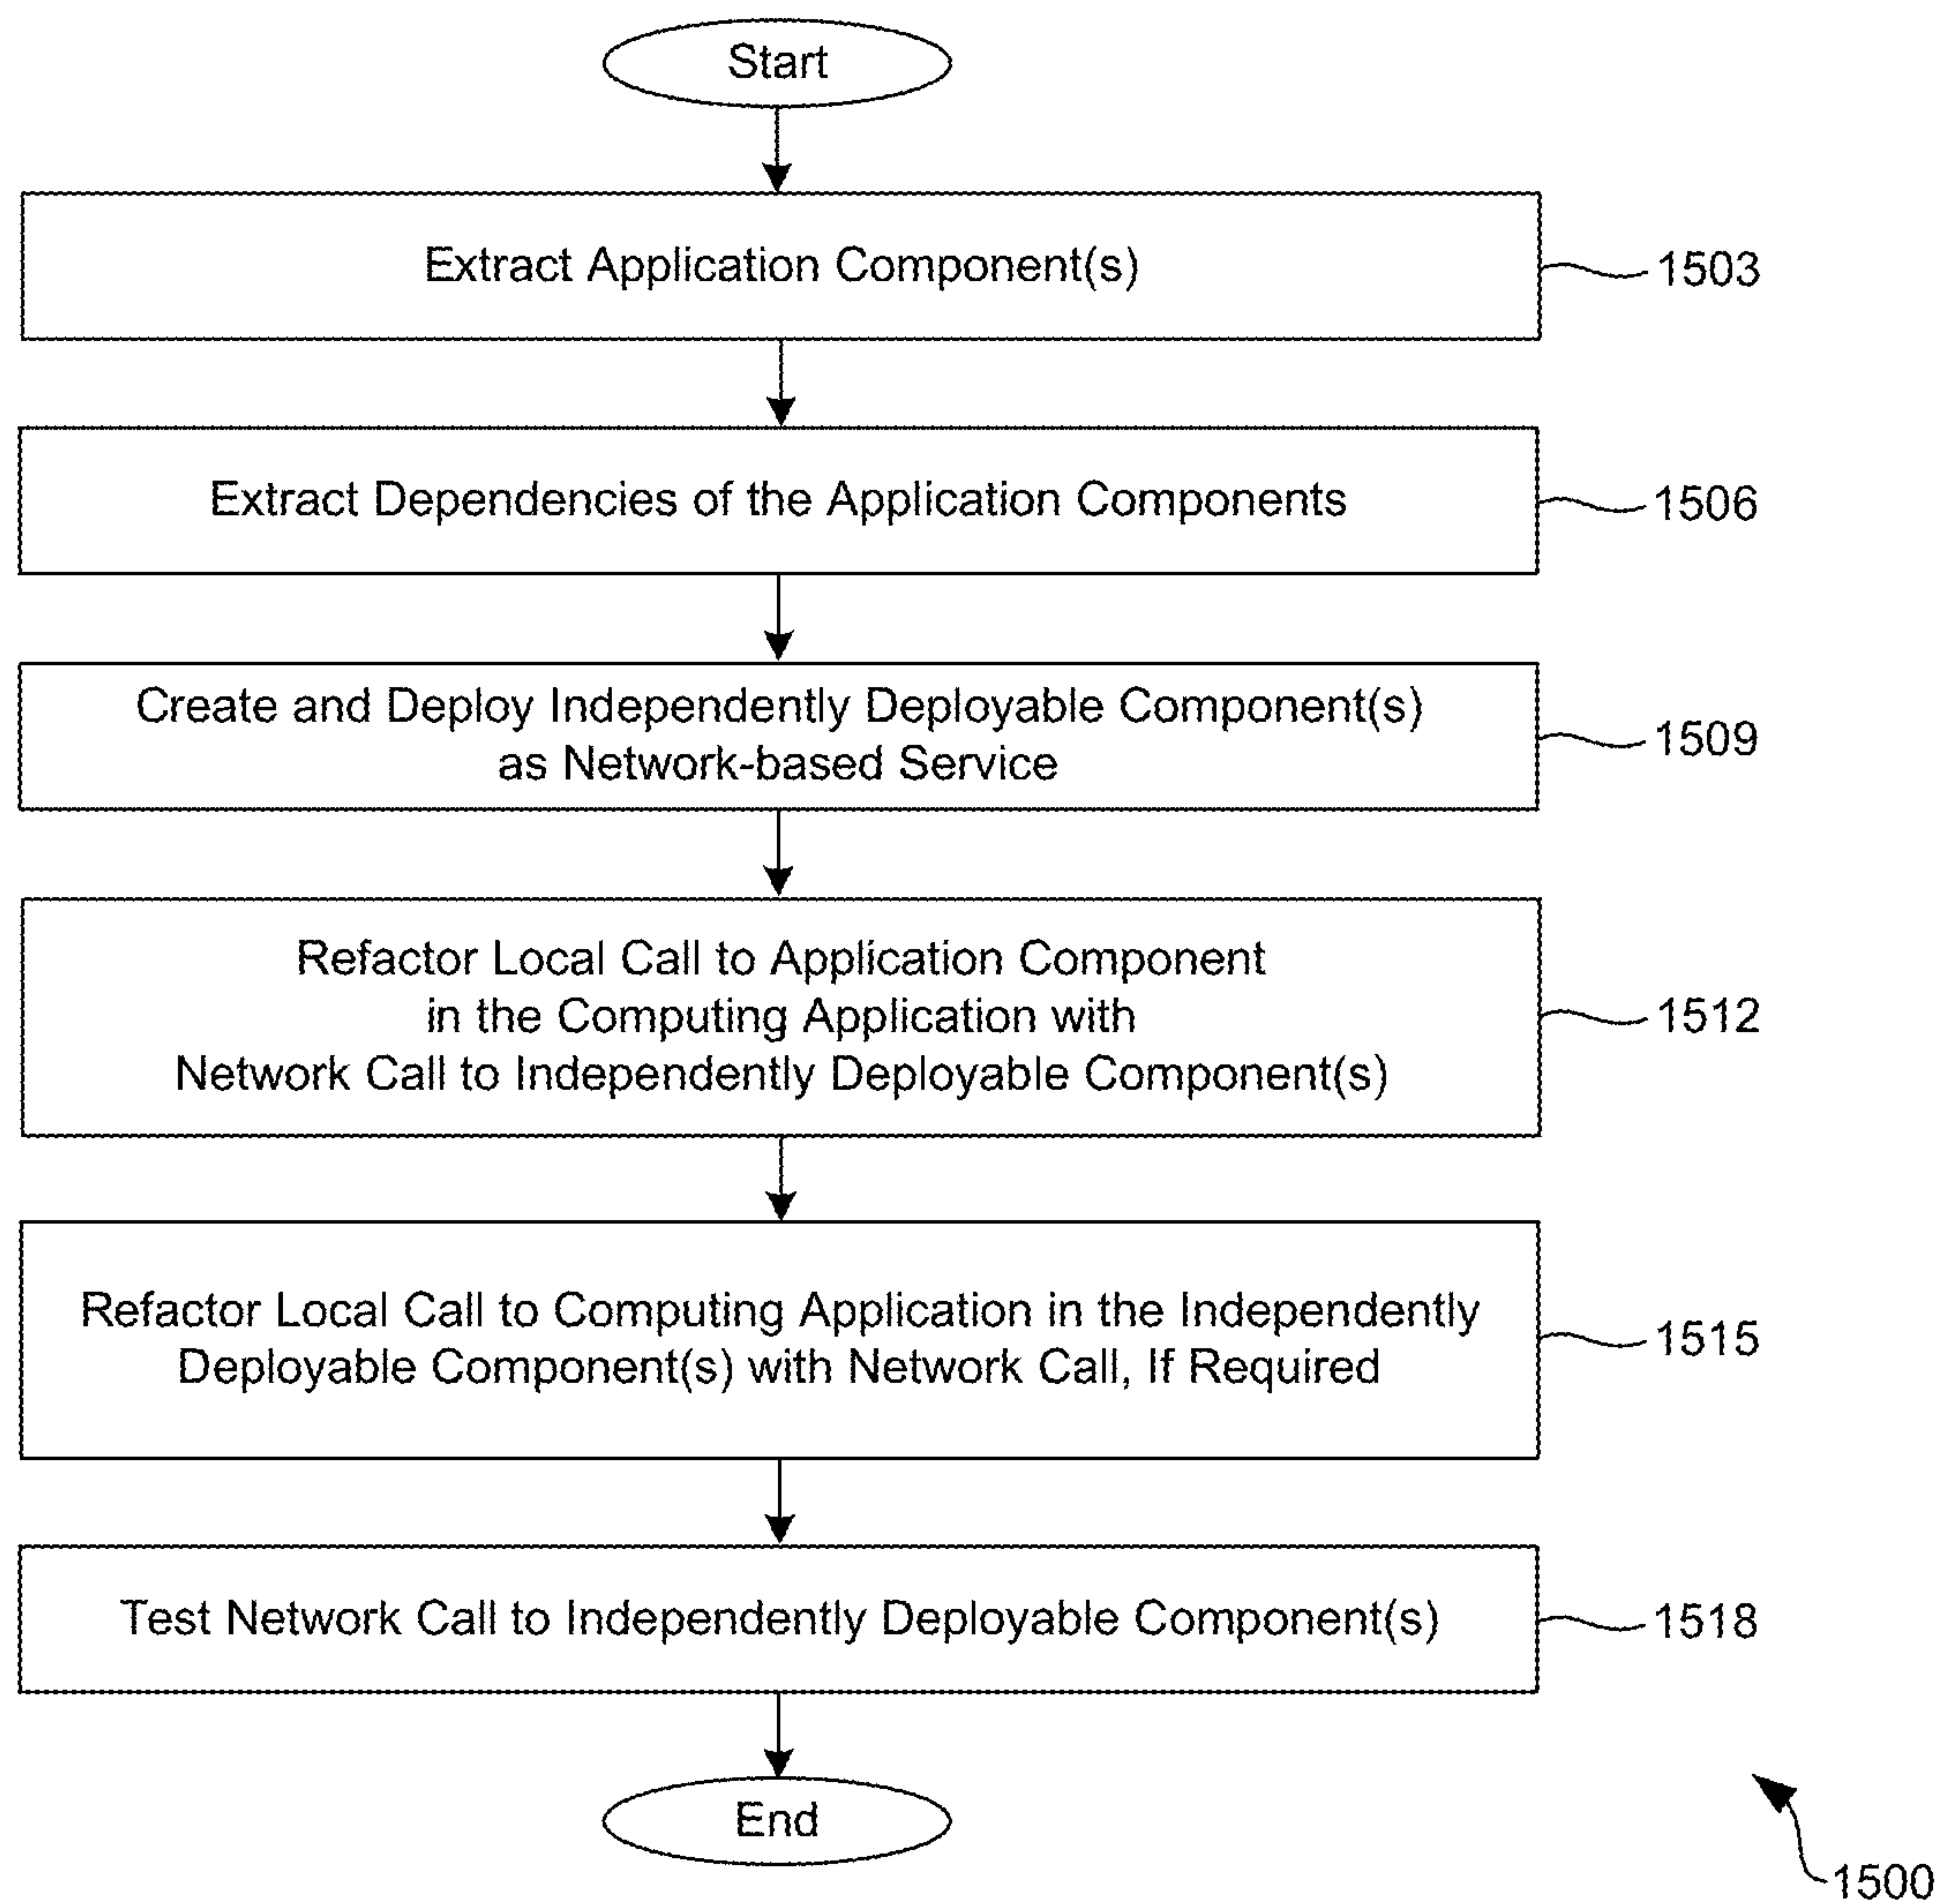 Start
Extract Application Component(s)
1503
Extract Dependencies of the Application Components
1506
Create and Deploy Independently Deployable Component(s)
as Network-based Service
1509
Refactor Local Call to Application Component
in the Computing Application with
Network Call to Independently Deployable Component(s)
1512
Refactor Local Call to Computing Application in the Independently
Deployable Component(s) with Network Call, If Required
1515
Test Network Call to Independently Deployable Component(s)
1518
End
1500